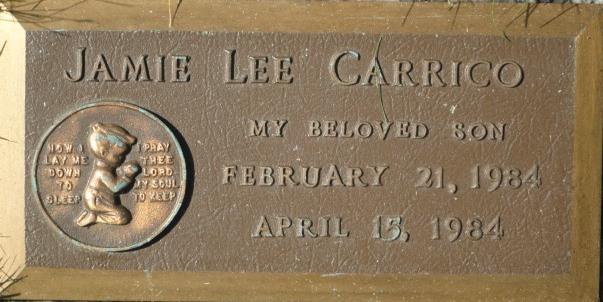 JAMIE LEE CARRICO
MY BELOVED SON
FEBRUARY 21, 1984
APRIL 15, 1984
NOW I
LAY ME
DOWN
TO
SLEEP
I PRAY
THEE
LORD
MY SOUL
TO KEEP